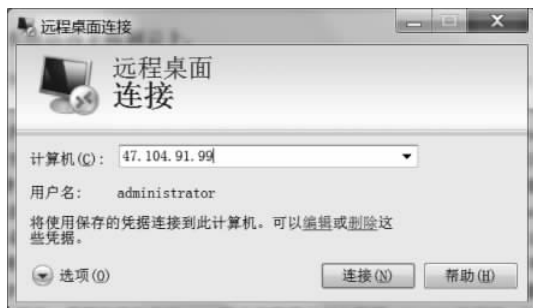 远程桌面连接
远程桌面
连接
计算机(C): 47.104.91.99
用户名: administrator
将使用保存的凭据连接到此计算机。可以编辑或删除这
些凭据。
选项(O) 连接(N) 帮助(H)